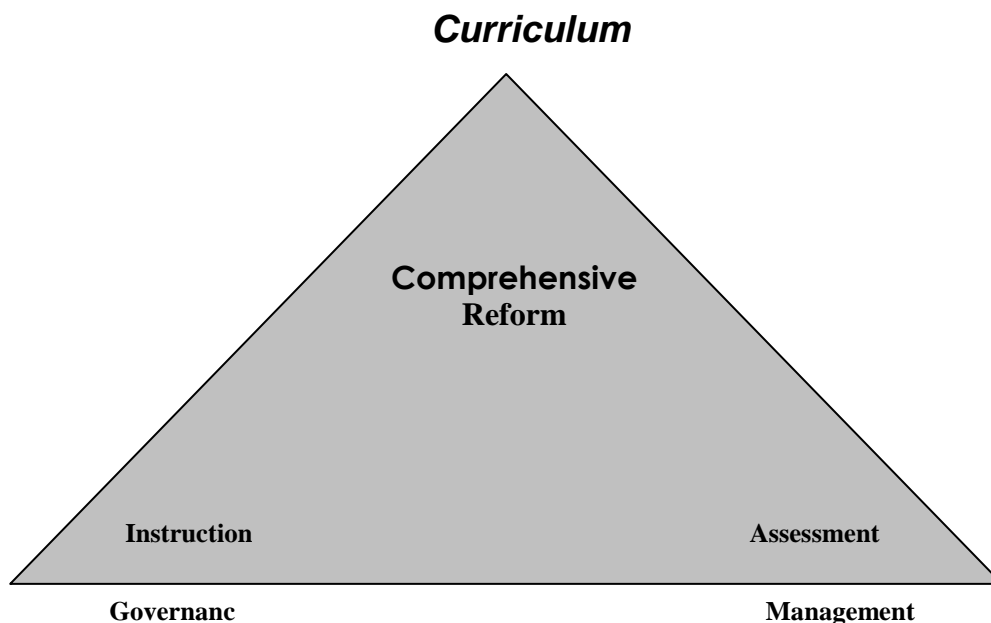 Curriculum
Comprehensive
Reform
Instruction
Assessment
Governanc
Management